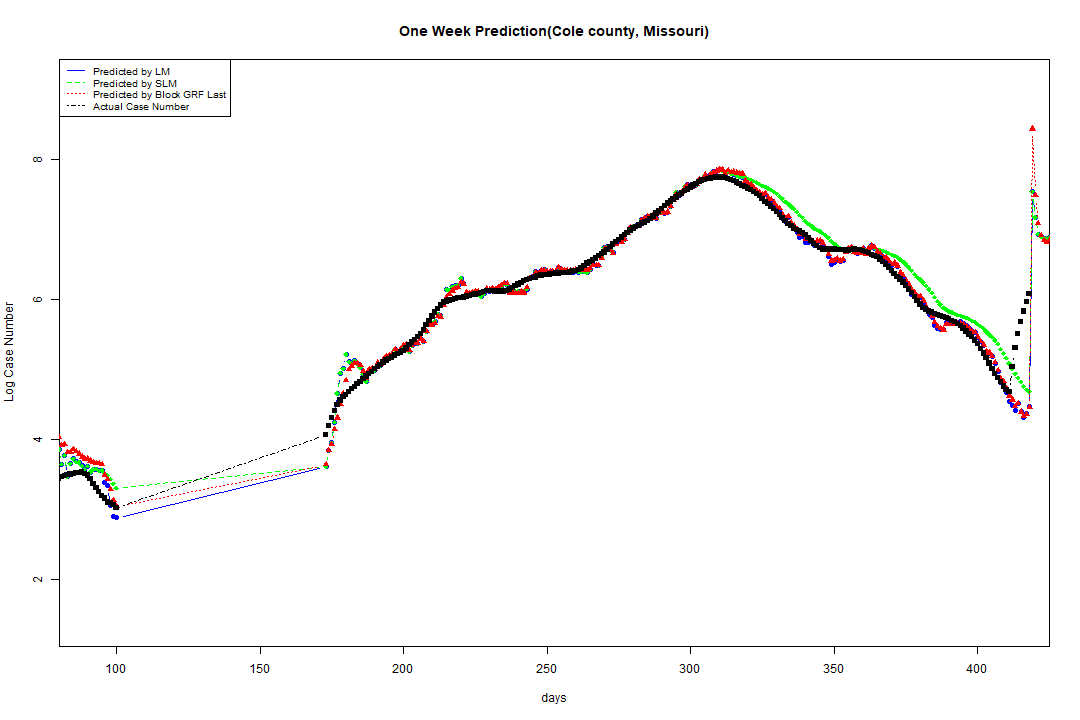 One Week Prediction(Cole county, Missouri)
Predicted by LM
Predicted by SLM
Predicted by Block GRF Last
Actual Case Number
Log Case Number
8
6
4
2
100 150 200 250 300 350 400
days